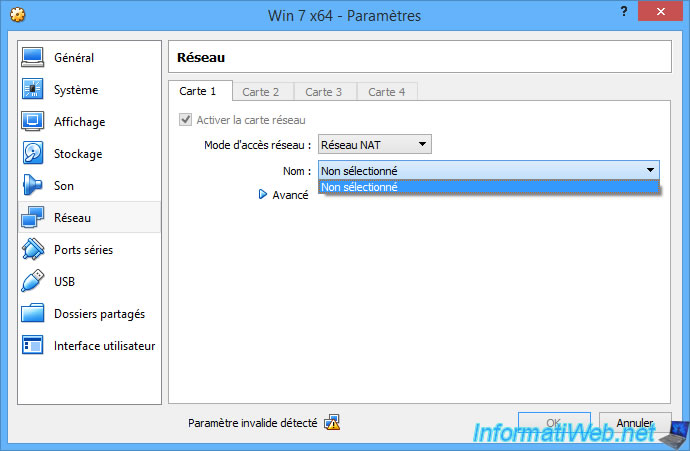 Win 7 x64 - Paramètres
?
Général
Système
Affichage
Stockage
Son
Réseau
Ports séries
USB
Dossiers partagés
Interface utilisateur
Réseau
Carte 1 Carte 2 Carte 3 Carte 4
Activer la carte réseau
Mode d'accès réseau : Réseau NAT
Nom : Non sélectionné
Non sélectionné
Avancé
Paramètre invalide détecté
OK Annuler
InformatiWeb.net